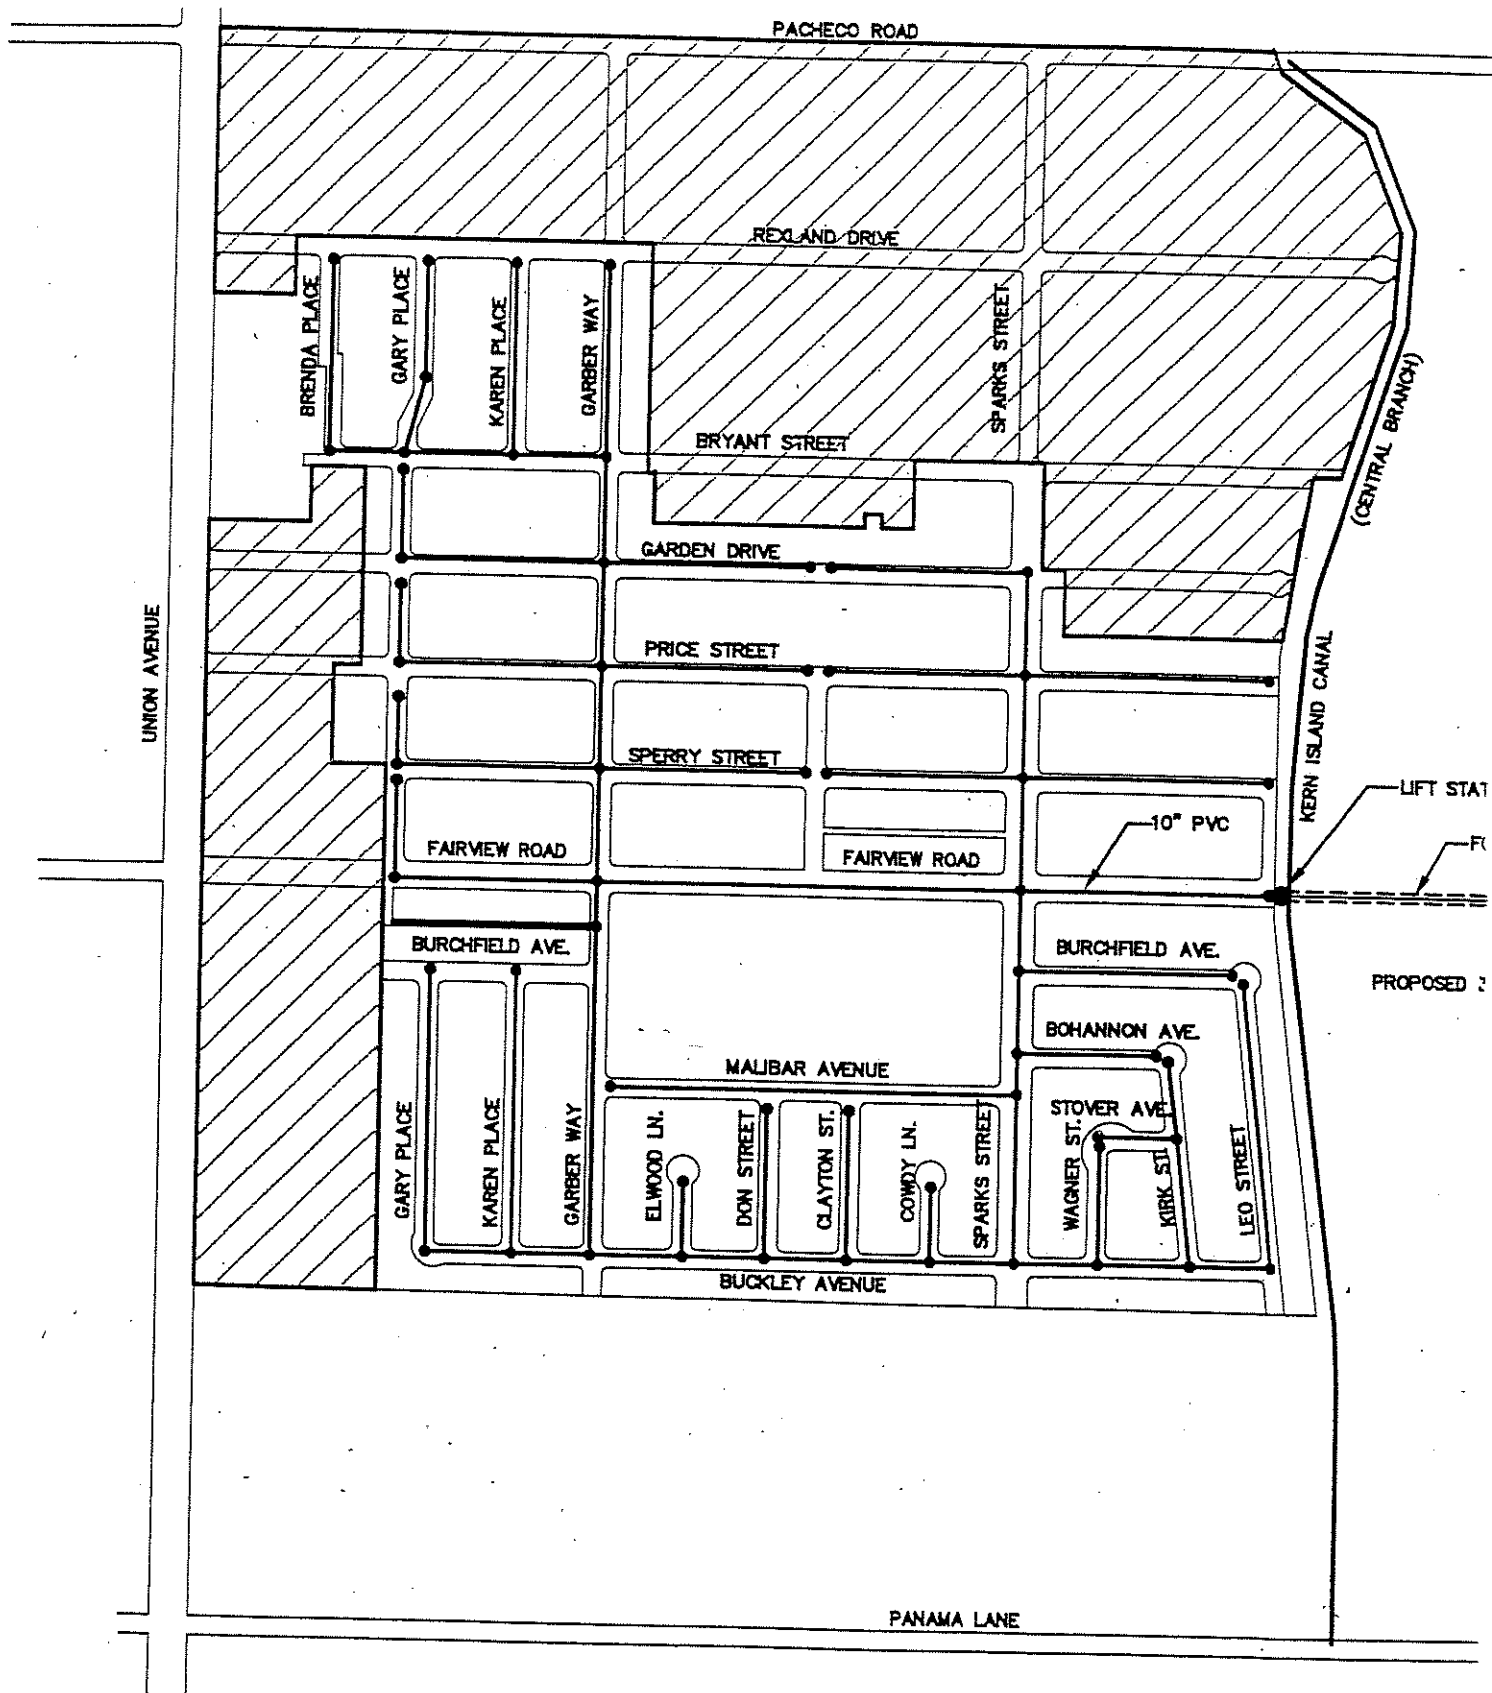 PACHECO ROAD
REXLAND DRIVE
BRENDA PLACE
GARY PLACE
KAREN PLACE
GARBER WAY
SPARKS STREET
(CENTRAL BRANCH)
BRYANT STREET
GARDEN DRIVE
UNION AVENUE
PRICE STREET
KERN ISLAND CANAL
SPERRY STREET
LIFT STAT
10" PVC
FAIRVIEW ROAD
FAIRVIEW ROAD
BURCHFIELD AVE.
BURCHFIELD AVE.
PROPOSED
BOHANNON AVE.
MALIBAR AVENUE
GARY PLACE
KAREN PLACE
GARBER WAY
ELWOOD LN.
DON STREET
CLAYTON ST.
COWDY LN.
SPARKS STREET
STOVER AVE.
WAGNER ST.
KIRK ST.
LEO STREET
BUCKLEY AVENUE
PANAMA LANE